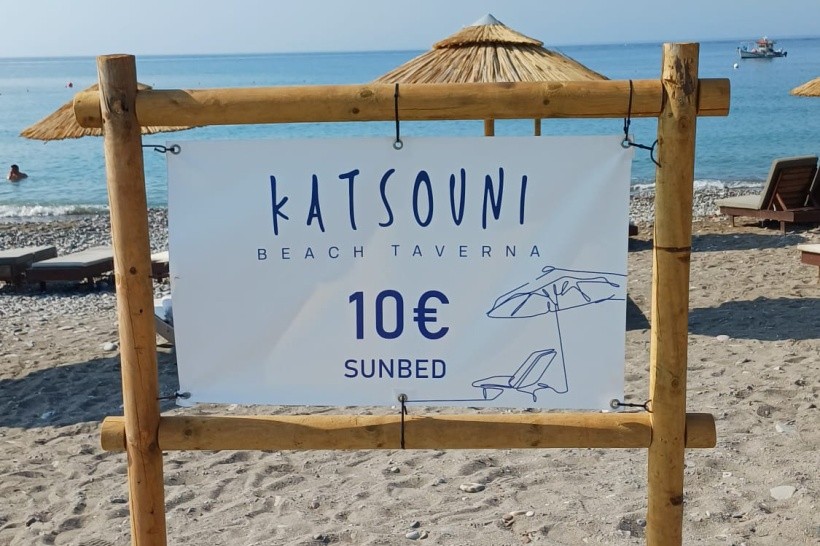 KATSOUNI
BEACH TAVERNA
10€
SUNBED